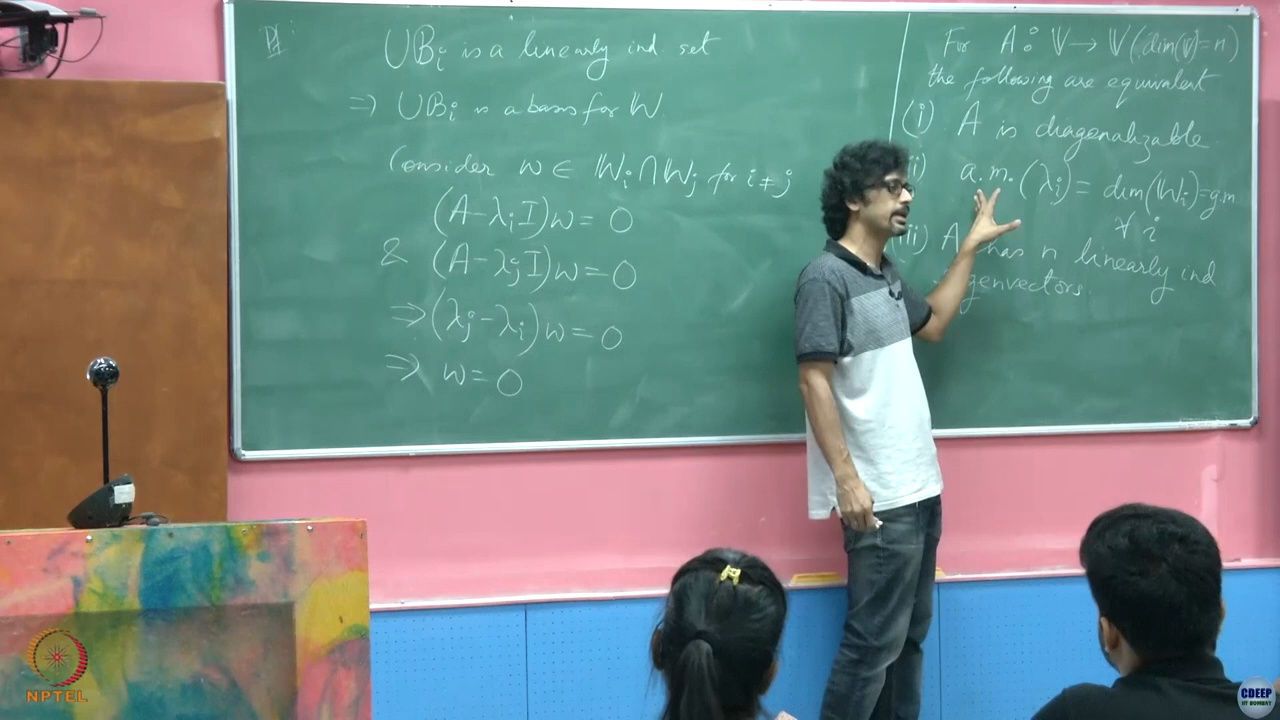 Pf:
∪Bᵢ is a linearly ind set
⇒ ∪Bᵢ is a basis for W
Consider w ∈ Wᵢ ∩ Wⱼ for i ≠ j
(A-λᵢI)w = 0
& (A-λⱼI)w = 0
⇒ (λⱼ-λᵢ)w = 0
⇒ w = 0
For A: V → V (dim(V)=n)
the following are equivalent
(i) A is diagonalizable
a.m.(λᵢ) = dim(Wᵢ) = g.m
∀ i
A has n linearly ind
eigenvectors.
NPTEL
CDEEP
IIT BOMBAY